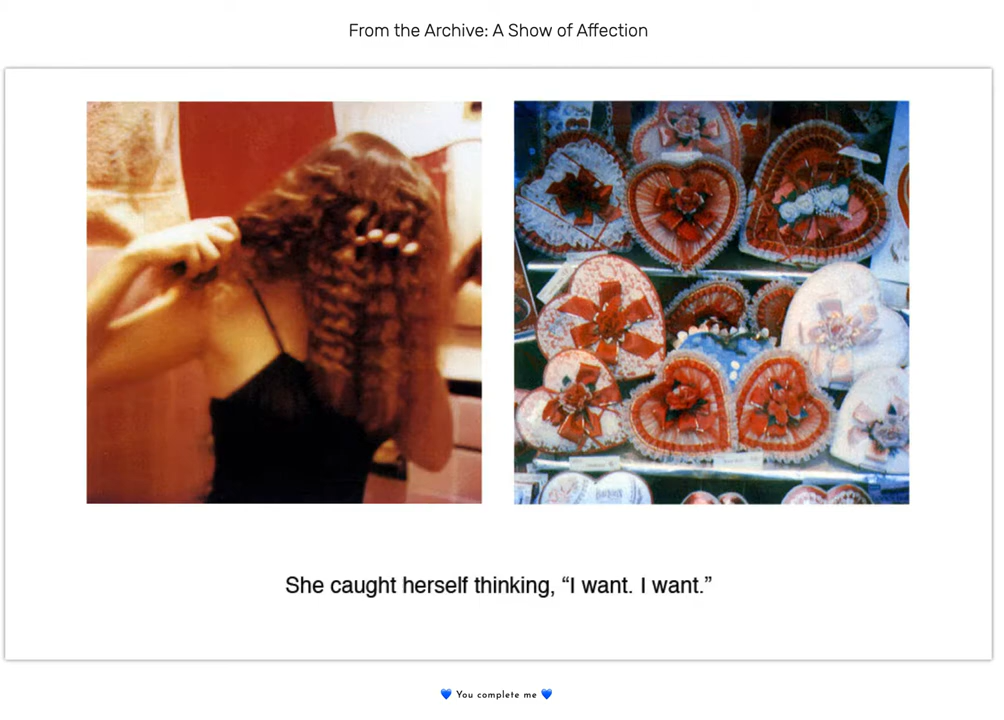 From the Archive: A Show of Affection
She caught herself thinking, “I want. I want.”
💙 You complete me 💙